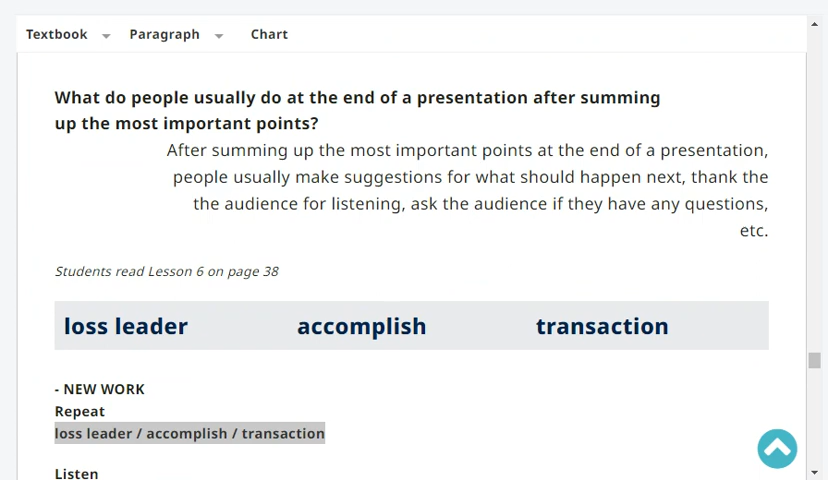 Textbook Paragraph Chart
What do people usually do at the end of a presentation after summing
up the most important points?
After summing up the most important points at the end of a presentation,
people usually make suggestions for what should happen next, thank the
the audience for listening, ask the audience if they have any questions,
etc.
Students read Lesson 6 on page 38
loss leader accomplish transaction
- NEW WORK
Repeat
loss leader / accomplish / transaction
Listen